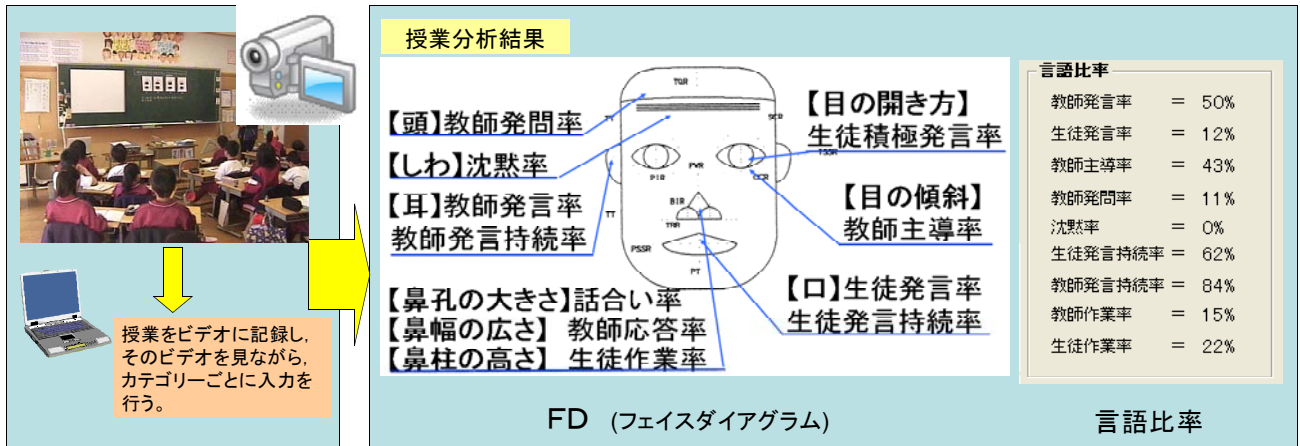 授業分析結果
【頭】教師発問率
【しわ】沈黙率
【耳】教師発言率
教師発言持続率
【鼻孔の大きさ】話合い率
【鼻幅の広さ】 教師応答率
【鼻柱の高さ】 生徒作業率
【目の開き方】
生徒積極発言率
【目の傾斜】
教師主導率
【口】生徒発言率
生徒発言持続率
TQR
PWR
PIR
CCR
BIR
TRR
TT
PSSR
PT
FD (フェイスダイアグラム)
言語比率
教師発言率 = 50%
生徒発言率 = 12%
教師主導率 = 43%
教師発問率 = 11%
沈黙率 = 0%
生徒発言持続率 = 62%
教師発言持続率 = 84%
教師作業率 = 15%
生徒作業率 = 22%
言語比率
授業をビデオに記録し,
そのビデオを見ながら,
カテゴリーごとに入力を
行う。